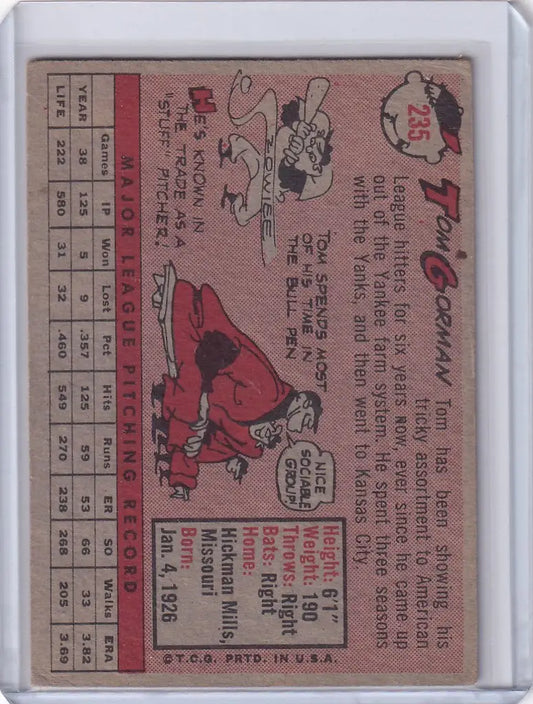 235
TOM GORMAN
Tom has been showing his
tricky assortment to American
League hitters for six years now, ever since he came up
out of the Yankee farm system. He spent three seasons
with the Yanks, and then went to Kansas City
ZOWIEE
HE'S KNOWN IN
THE TRADE AS A
"STUFF" PITCHER!
TOM SPENDS MOST
OF HIS TIME IN
THE BULL PEN
NICE
SOCIABLE
GROUP!
Height: 6'1"
Weight: 190
Throws: Right
Bats: Right
Home:
Hickman Mills,
Missouri
Born:
Jan. 4, 1926
©T.C.G. PRTD. IN U.S.A.
MAJOR LEAGUE PITCHING RECORD
Games IP Won Lost Pct Hits Runs ER SO Walks ERA
YEAR 38 125 5 9 .357 125 59 53 66 33 3.82
LIFE 222 580 31 32 .460 549 270 238 268 205 3.69